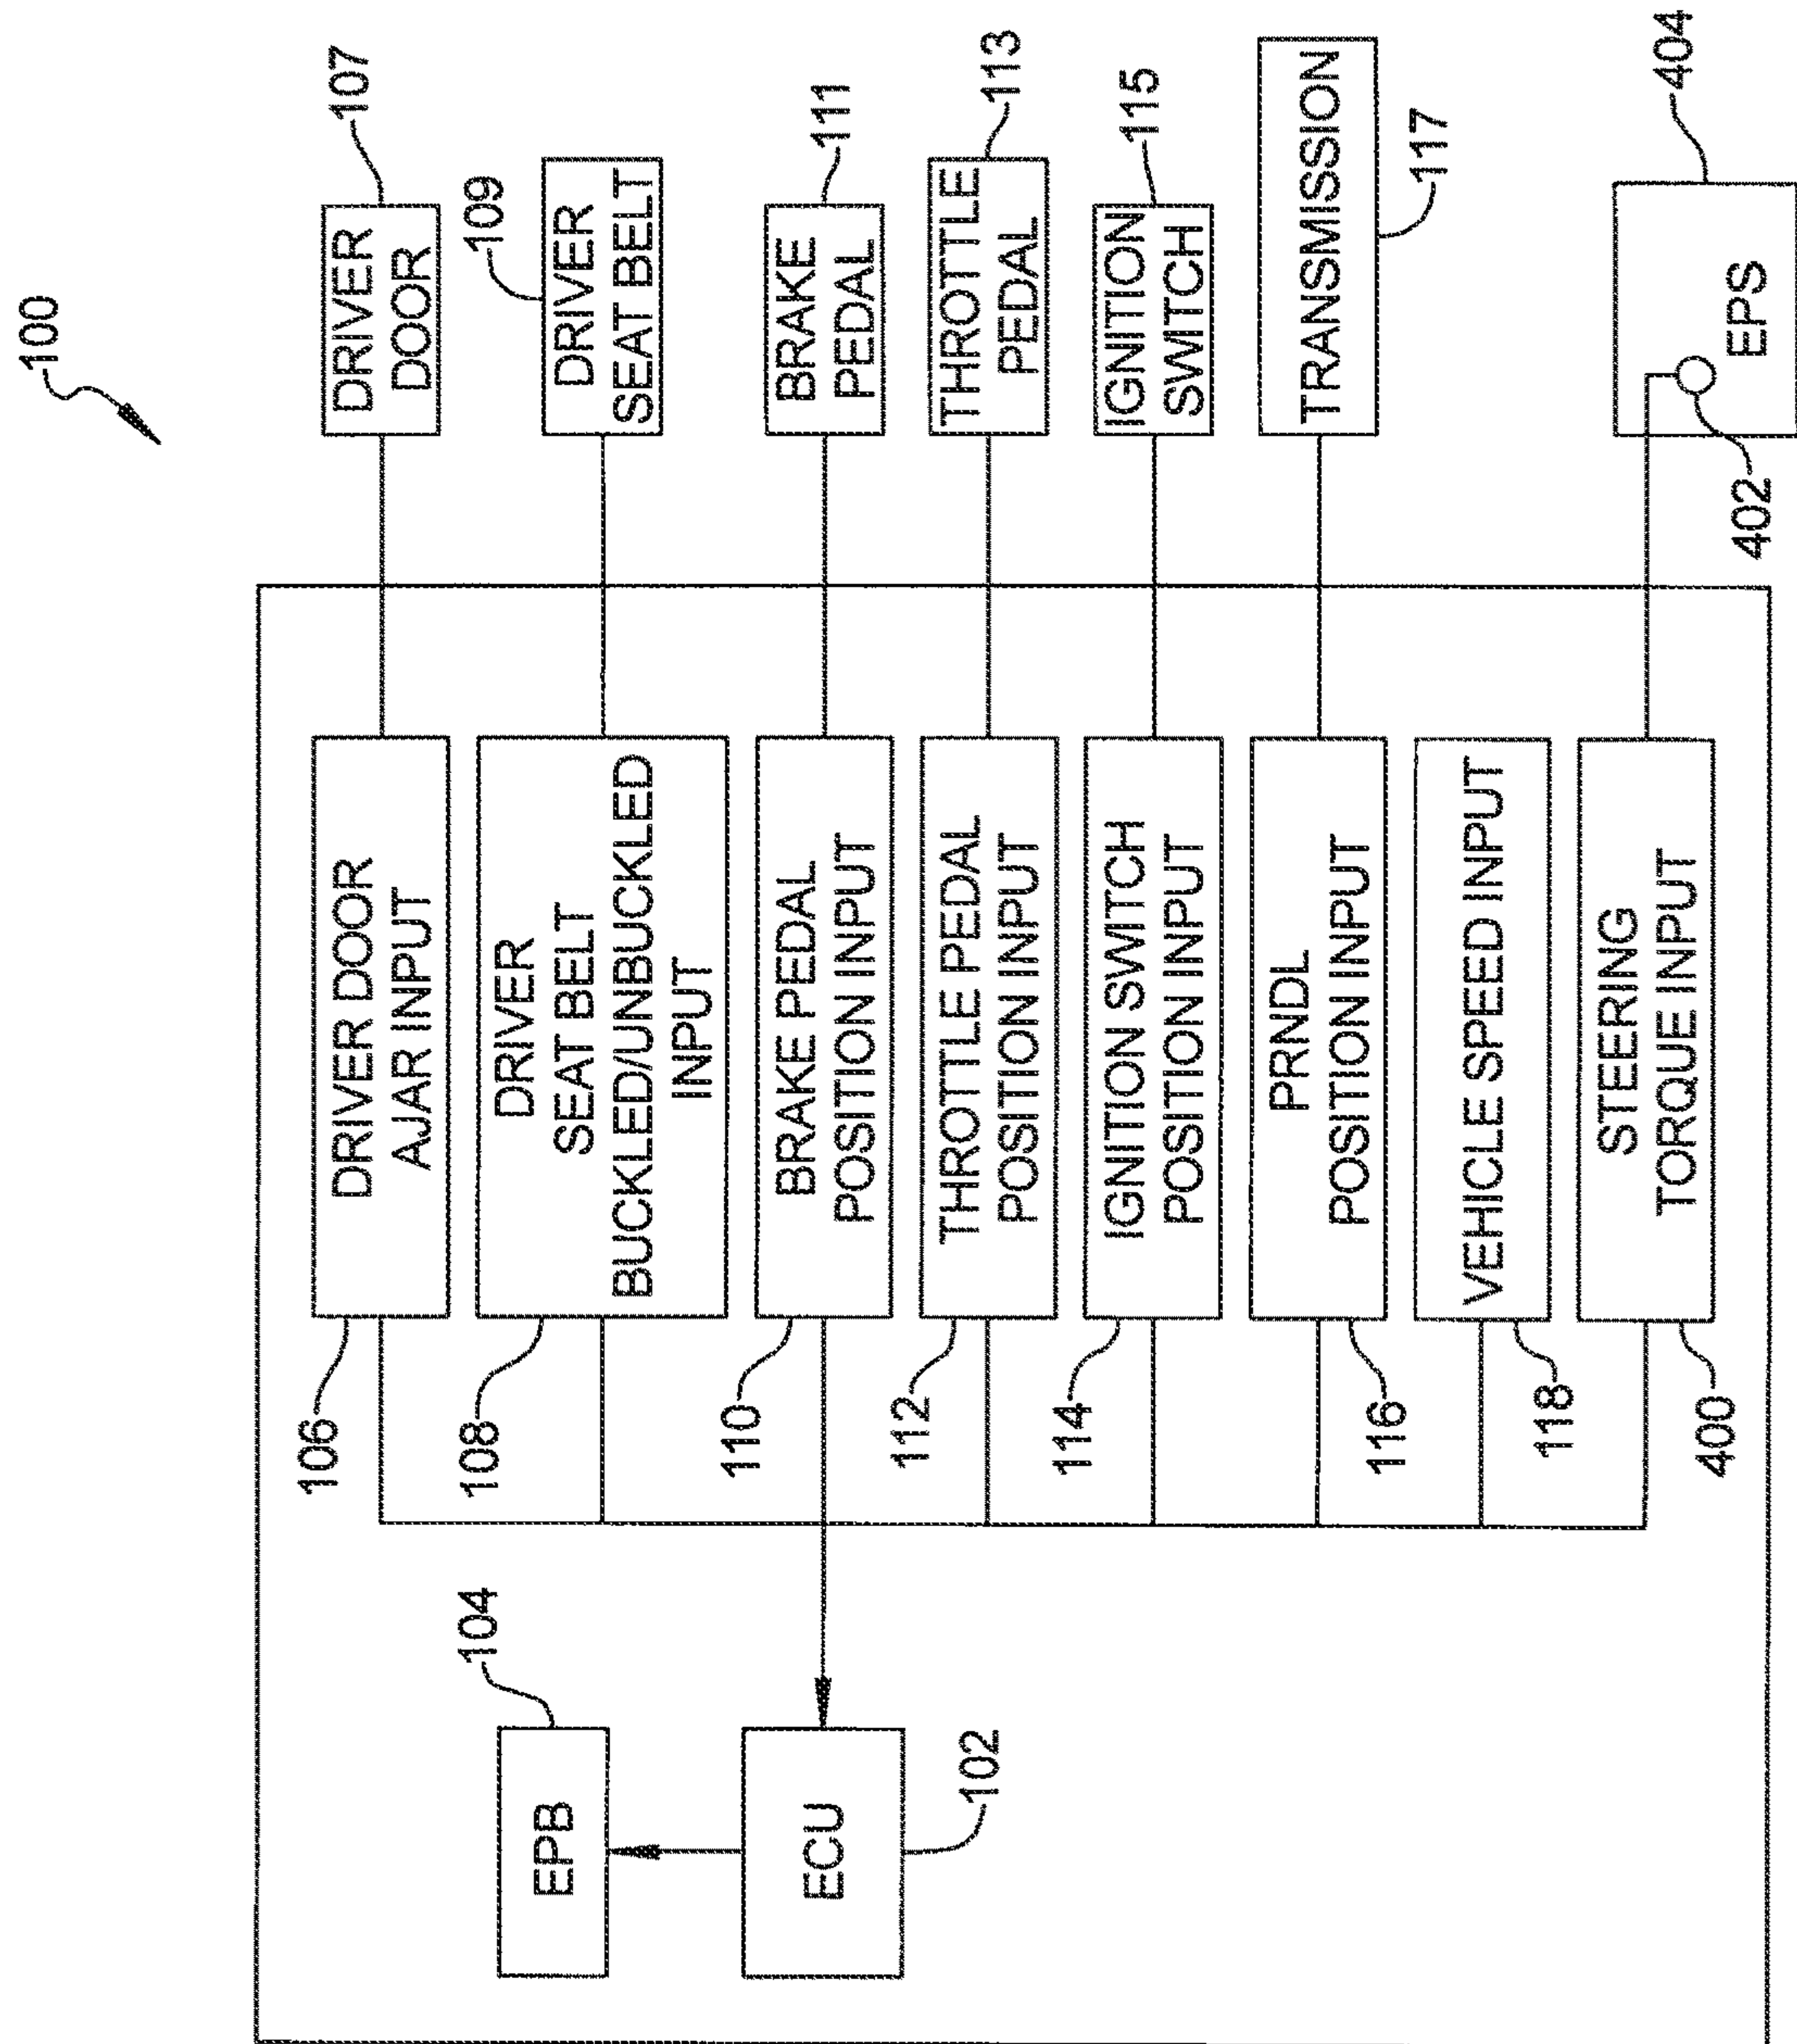 100
DRIVER
DOOR
107
109
DRIVER
SEAT BELT
BRAKE
PEDAL
111
THROTTLE
PEDAL
113
IGNITION
SWITCH
115
TRANSMISSION
117
EPS
402
404
DRIVER DOOR
AJAR INPUT
106
DRIVER
SEAT BELT
BUCKLED/UNBUCKLED
INPUT
108
BRAKE PEDAL
POSITION INPUT
110
THROTTLE PEDAL
POSITION INPUT
112
IGNITION SWITCH
POSITION INPUT
114
PRNDL
POSITION INPUT
116
VEHICLE SPEED INPUT
118
STEERING
TORQUE INPUT
400
EPB
104
ECU
102